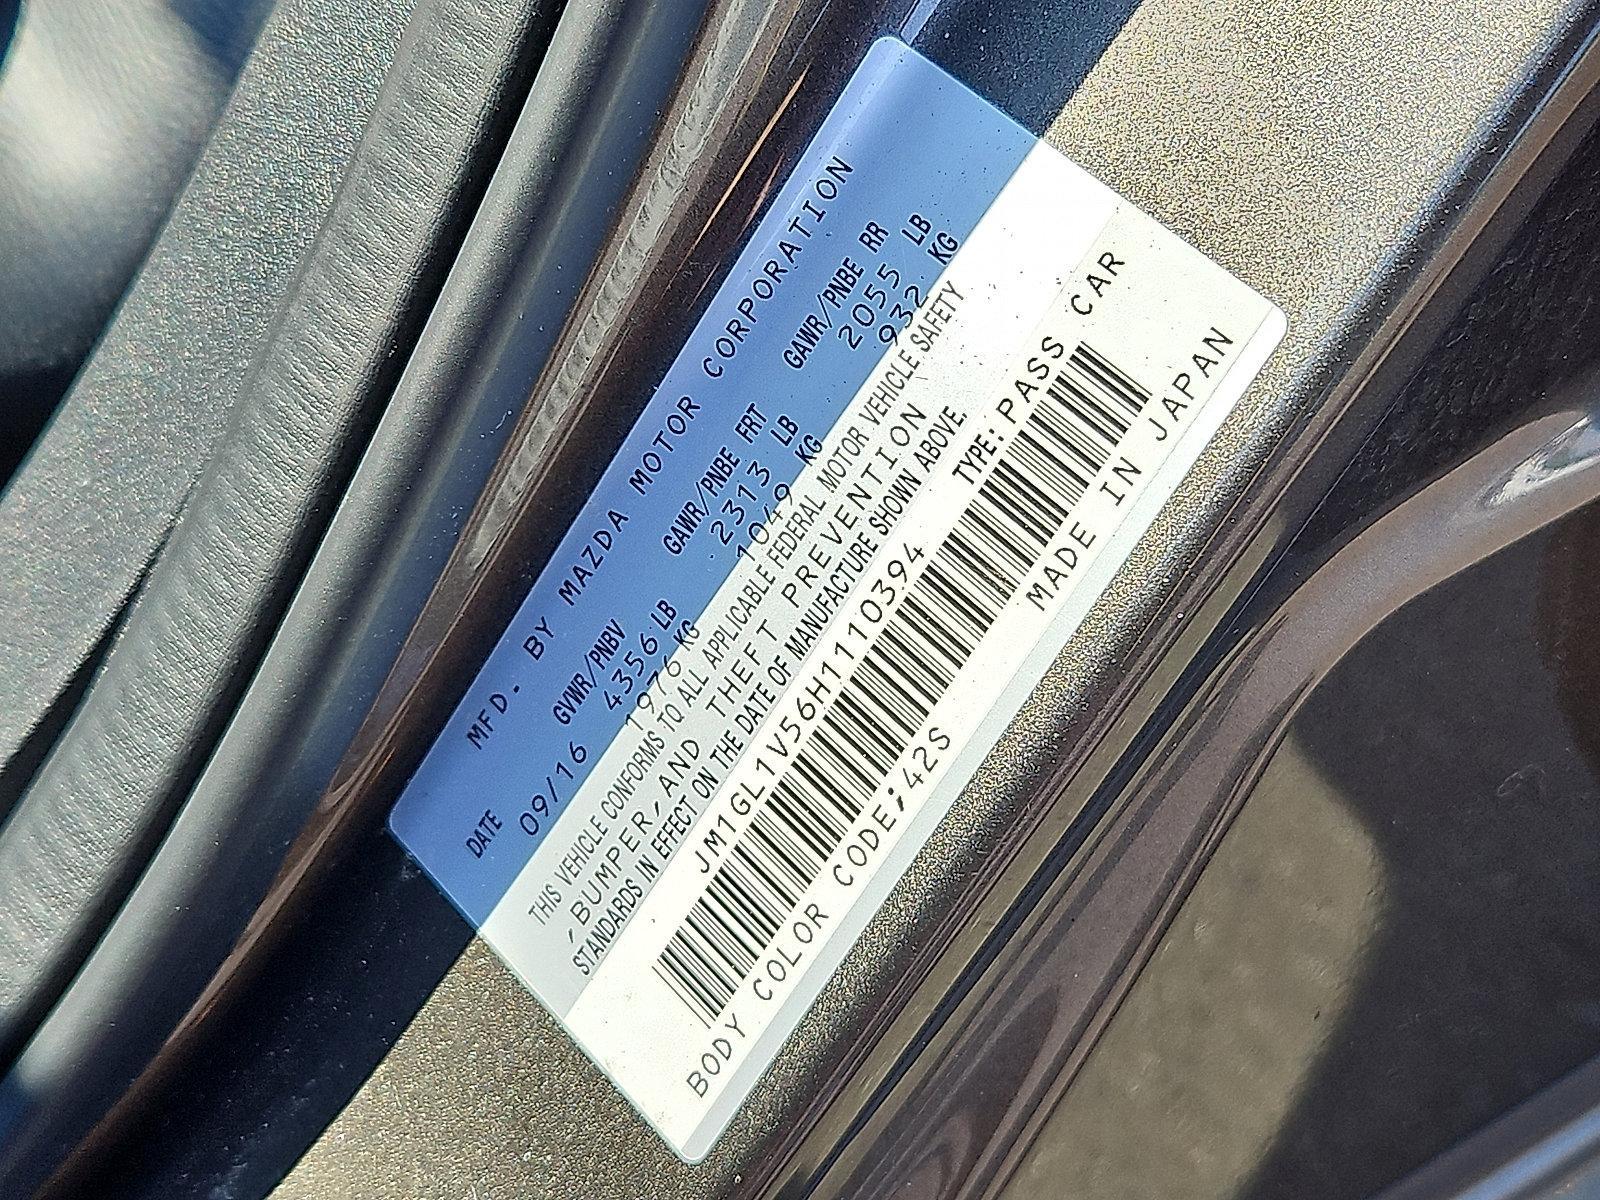 MFD. BY MAZDA MOTOR CORPORATION
DATE GVWR/PNBV GAWR/PNBE FRT GAWR/PNBE RR
09/16 4356 LB 2313 LB 2055 LB
1976 KG 1049 KG 932 KG
THIS VEHICLE CONFORMS TO ALL APPLICABLE FEDERAL MOTOR VEHICLE SAFETY
,BUMPER,AND THEFT PREVENTION
STANDARDS IN EFFECT ON THE DATE OF MANUFACTURE SHOWN ABOVE.
JM1GL1V56H1110394 TYPE:PASS CAR
BODY COLOR CODE;42S MADE IN JAPAN